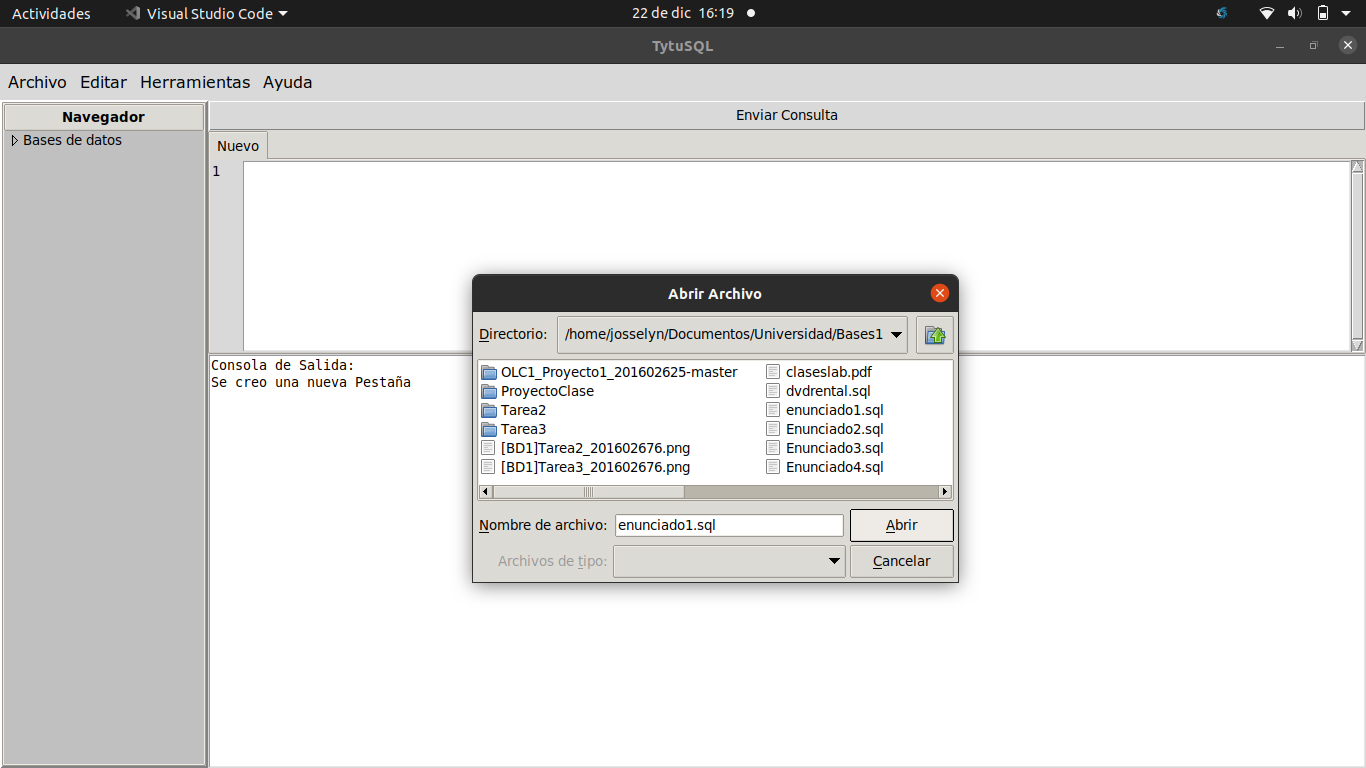 Actividades Visual Studio Code 22 de dic 16:19
TytuSQL
Archivo Editar Herramientas Ayuda
Navegador
Bases de datos
Enviar Consulta
Nuevo
1
Abrir Archivo
Directorio: /home/josselyn/Documentos/Universidad/Bases1
OLC1_Proyecto1_201602625-master
ProyectoClase
Tarea2
Tarea3
[BD1]Tarea2_201602676.png
[BD1]Tarea3_201602676.png
claseslab.pdf
dvdrental.sql
enunciado1.sql
Enunciado2.sql
Enunciado3.sql
Enunciado4.sql
Nombre de archivo: enunciado1.sql Abrir
Archivos de tipo: Cancelar
Consola de Salida:
Se creo una nueva Pestaña